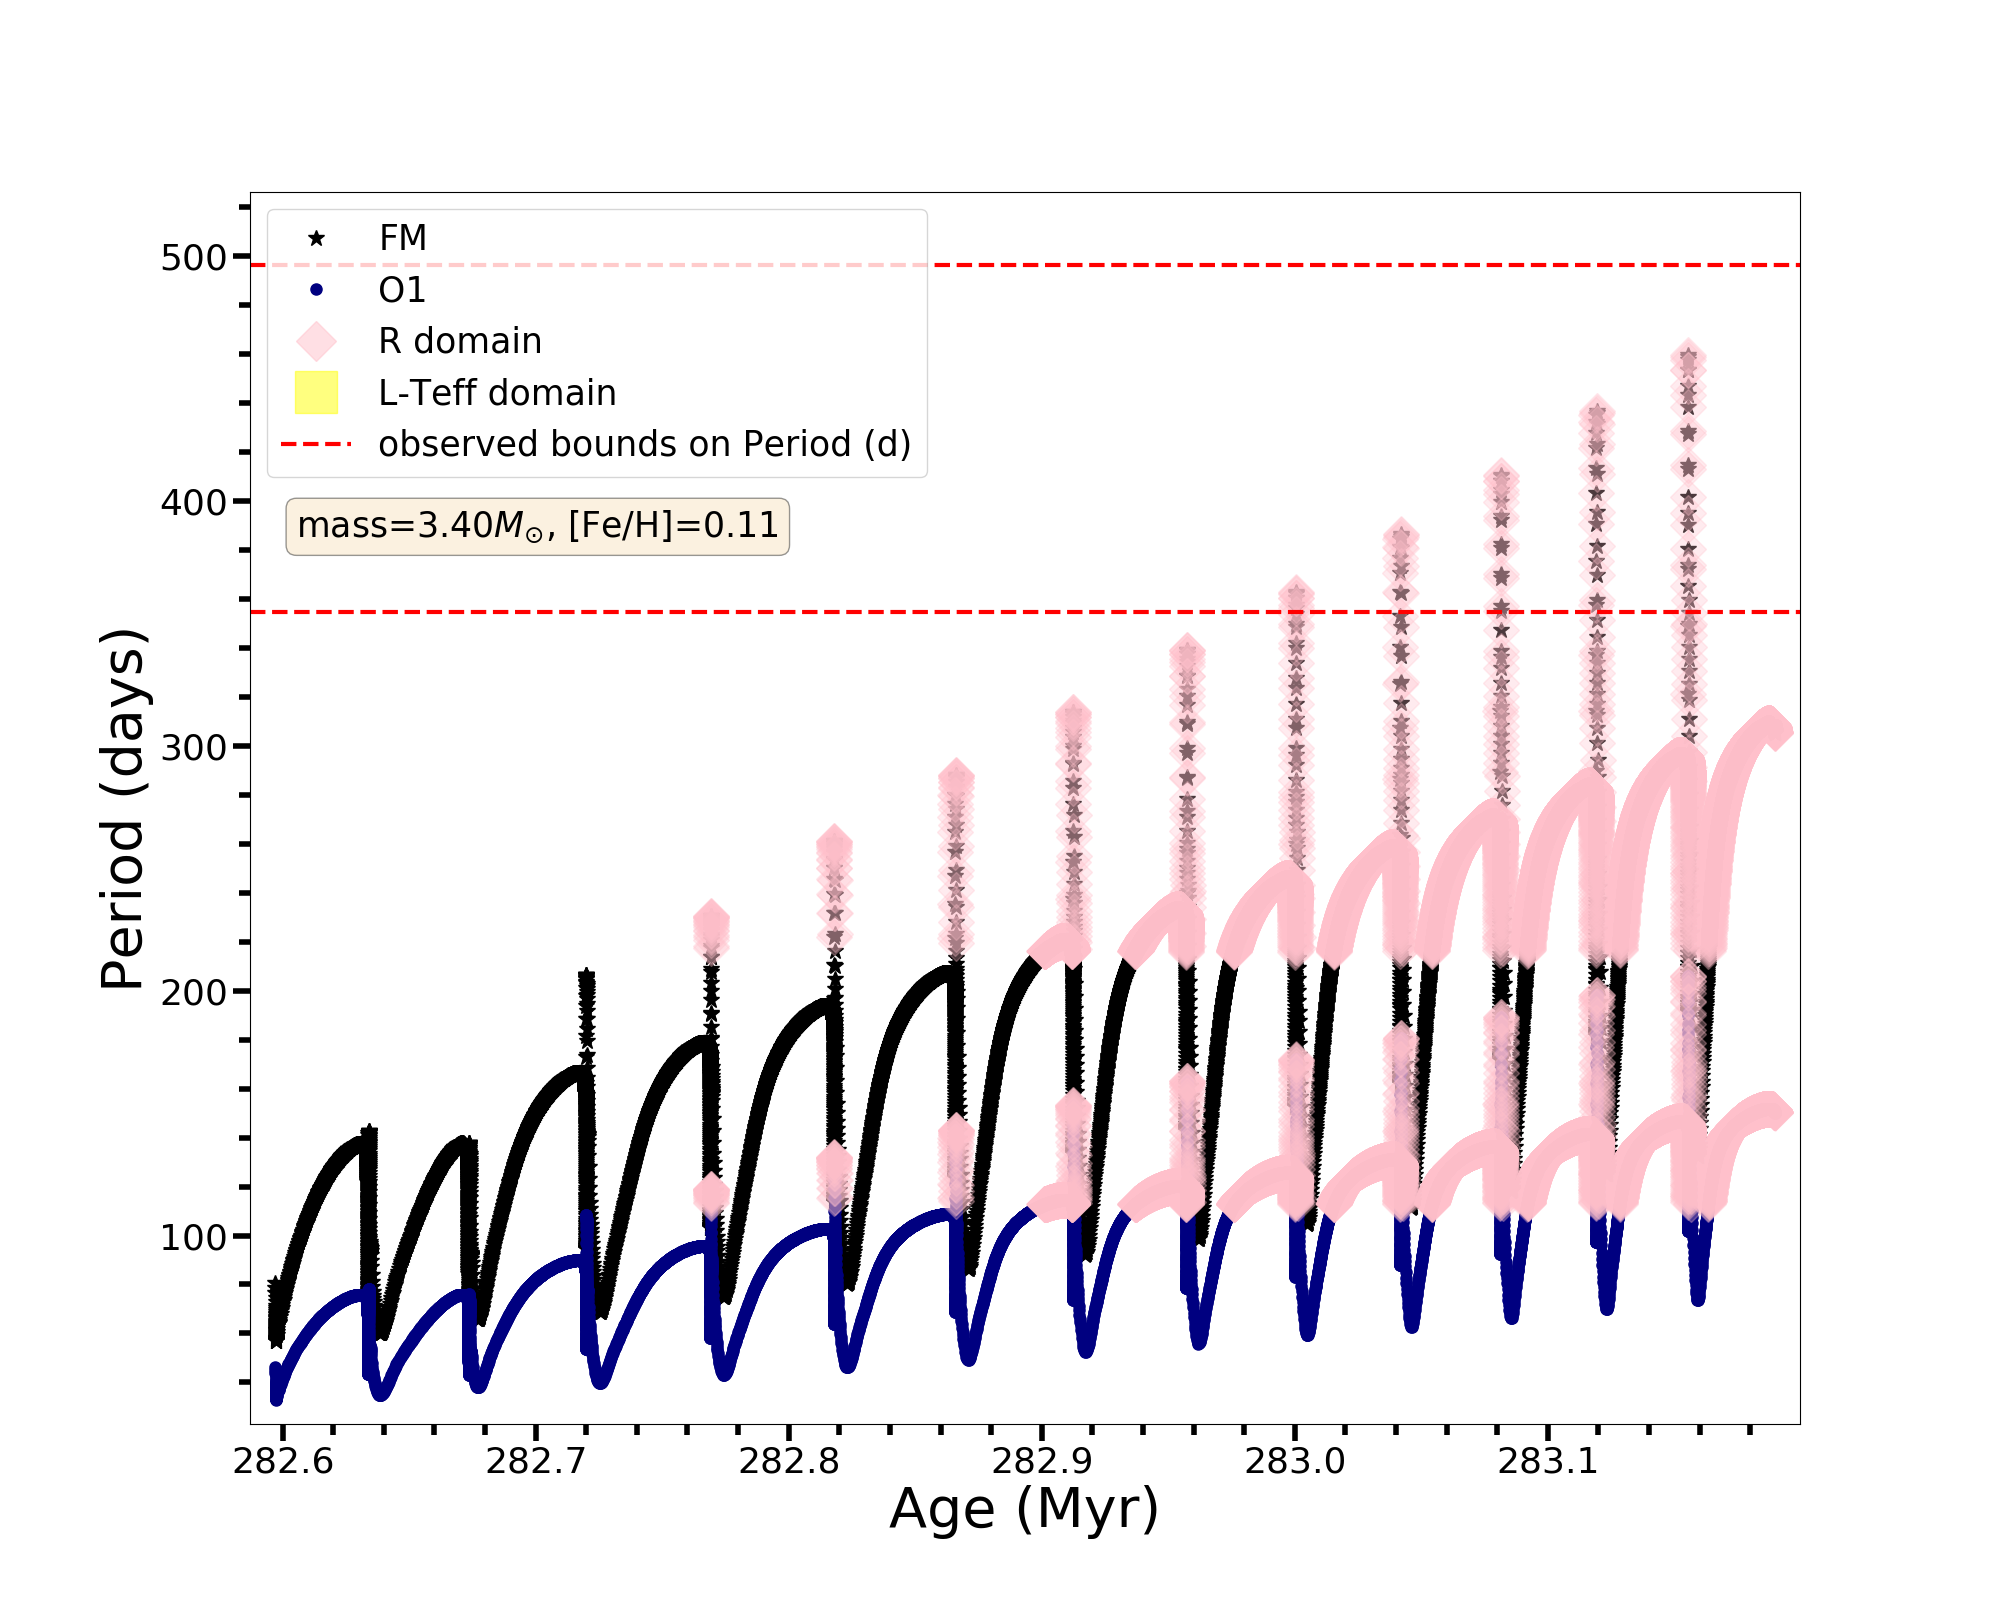 FM
O1
R domain
L-Teff domain
observed bounds on Period (d)
mass=3.40M⊙, [Fe/H]=0.11
500
400
300
200
100
Period (days)
282.6 282.7 282.8 282.9 283.0 283.1
Age (Myr)